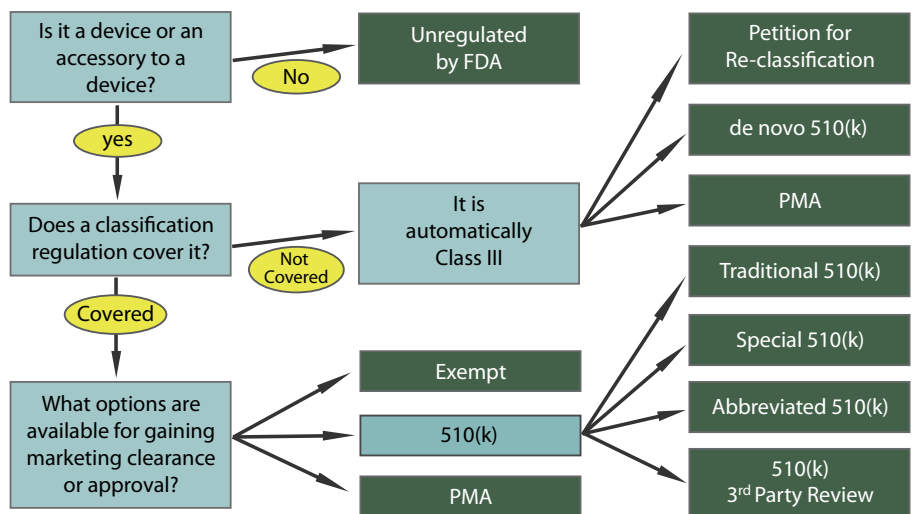 Is it a device or an
accessory to a
device?
No
Unregulated
by FDA
Petition for
Re-classification
yes
de novo 510(k)
PMA
Does a classification
regulation cover it?
Not
Covered
It is
automatically
Class III
Traditional 510(k)
Covered
Special 510(k)
What options are
available for gaining
marketing clearance
or approval?
Exempt
510(k)
PMA
Abbreviated 510(k)
510(k)
3rd Party Review